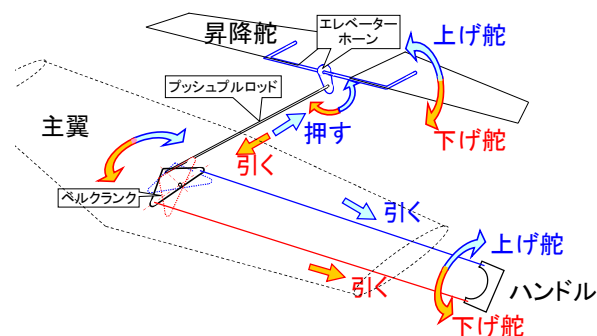 昇降舵
エレベーター
ホーン
上げ舵
プッシュプルロッド
主翼
押す
下げ舵
引く
ベルクランク
引く
上げ舵
引く
ハンドル
下げ舵